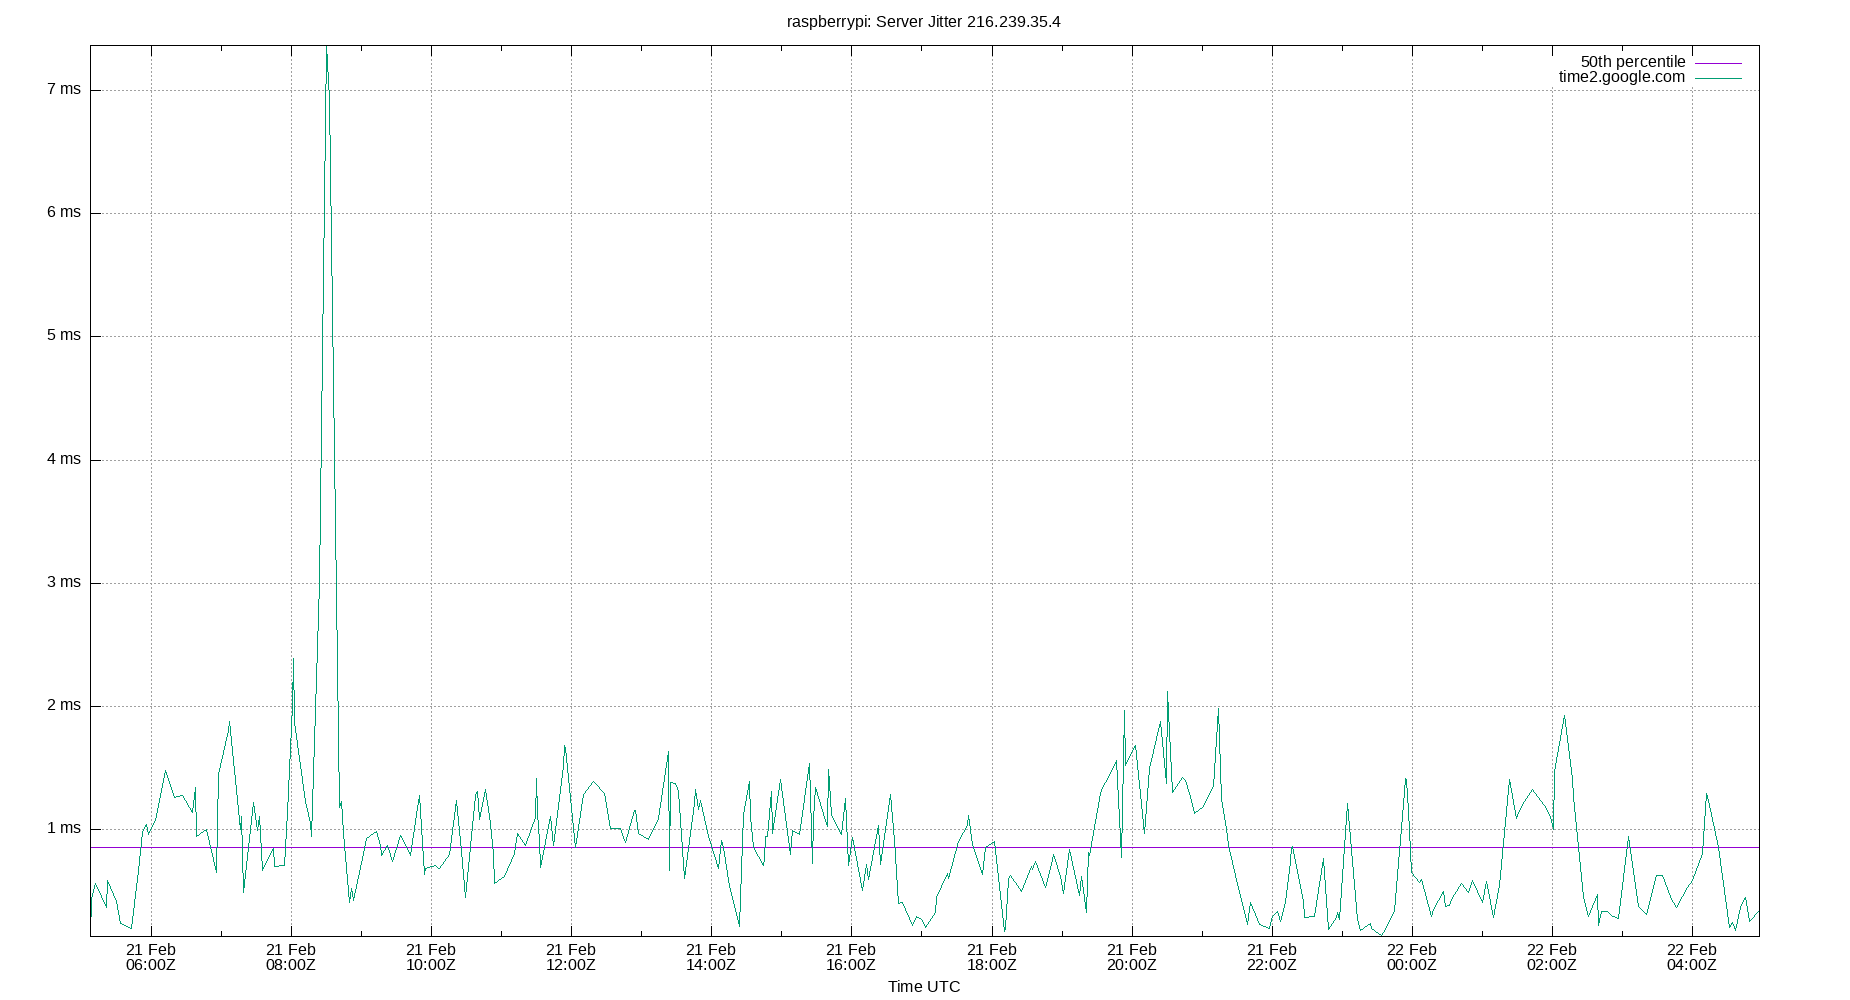 raspberrypi: Server Jitter 216.239.35.4
50th percentile
time2.google.com
7 ms
6 ms
5 ms
4 ms
3 ms
2 ms
1 ms
21 Feb 21 Feb 21 Feb 21 Feb 21 Feb 21 Feb 21 Feb 21 Feb 21 Feb 22 Feb 22 Feb 22 Feb
06:00Z 08:00Z 10:00Z 12:00Z 14:00Z 16:00Z 18:00Z 20:00Z 22:00Z 00:00Z 02:00Z 04:00Z
Time UTC